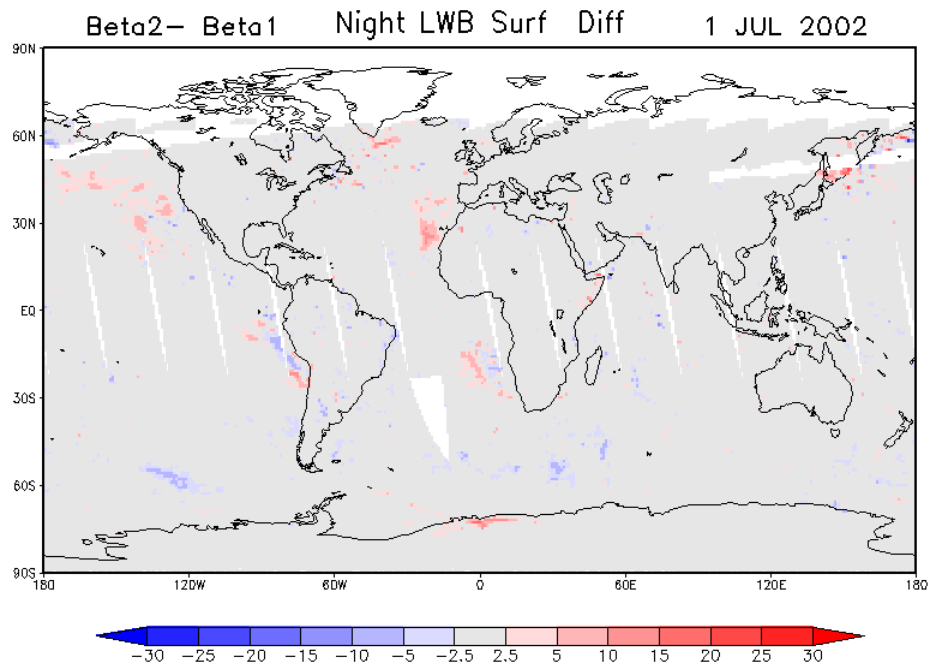 Beta2− Beta1 Night LWB Surf Diff 1 JUL 2002
90N
60N
30N
EQ
30S
60S
90S
180 120W 60W 0 60E 120E 180
−30 −25 −20 −15 −10 −5 −2.5 2.5 5 10 15 20 25 30